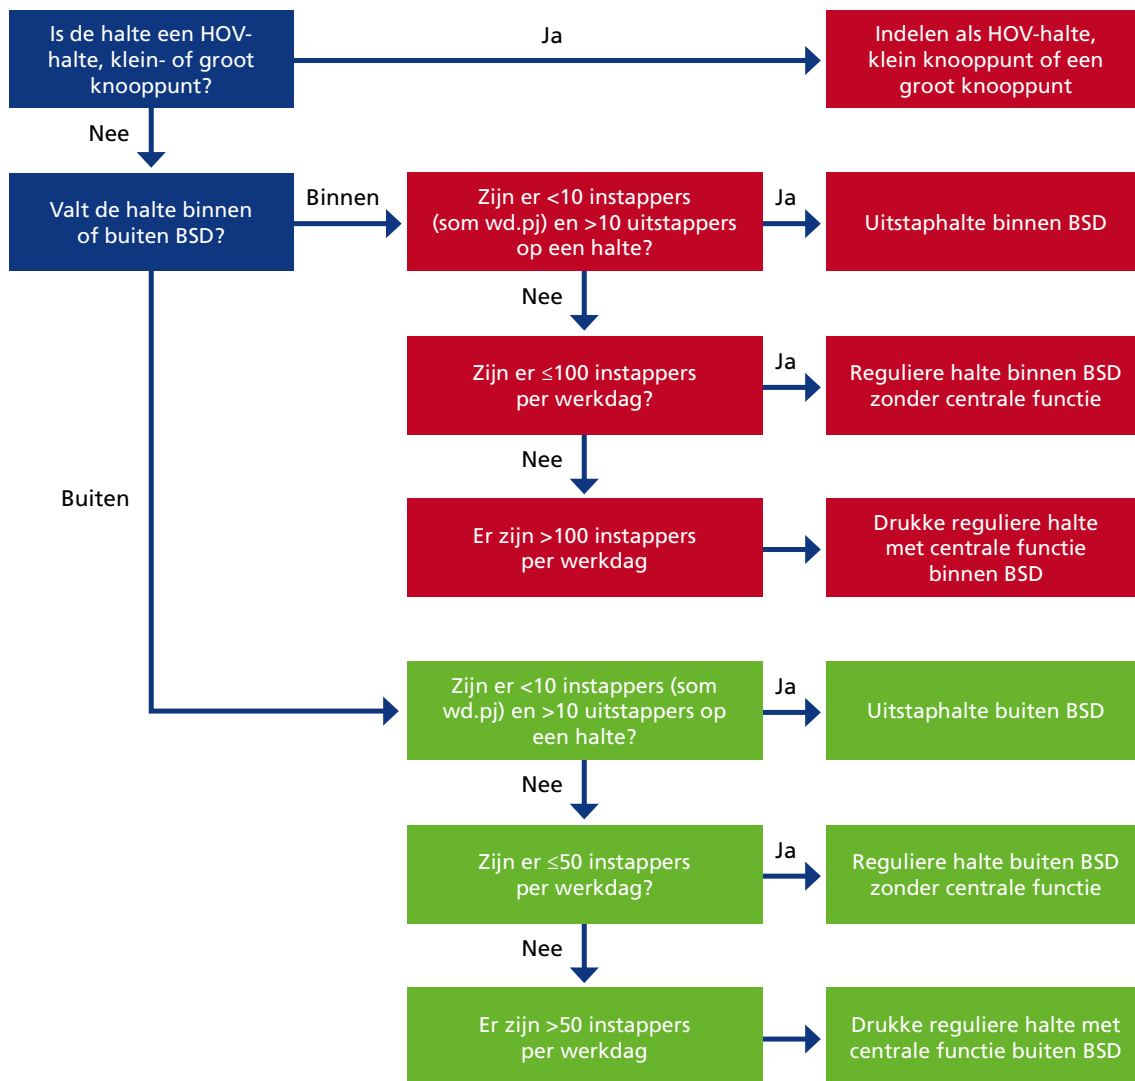 Is de halte een HOV-
halte, klein- of groot
knooppunt?
Ja
Indelen als HOV-halte,
klein knooppunt of een
groot knooppunt
Nee
Valt de halte binnen
of buiten BSD?
Binnen
Zijn er <10 instappers
(som wd.pj) en >10 uitstappers
op een halte?
Ja
Uitstaphalte binnen BSD
Nee
Zijn er ≤100 instappers
per werkdag?
Ja
Reguliere halte binnen BSD
zonder centrale functie
Nee
Er zijn >100 instappers
per werkdag
Drukke reguliere halte
met centrale functie
binnen BSD
Buiten
Zijn er <10 instappers (som
wd.pj) en >10 uitstappers op
een halte?
Ja
Uitstaphalte buiten BSD
Nee
Zijn er ≤50 instappers
per werkdag?
Ja
Reguliere halte buiten BSD
zonder centrale functie
Nee
Er zijn >50 instappers
per werkdag
Drukke reguliere halte met
centrale functie buiten BSD